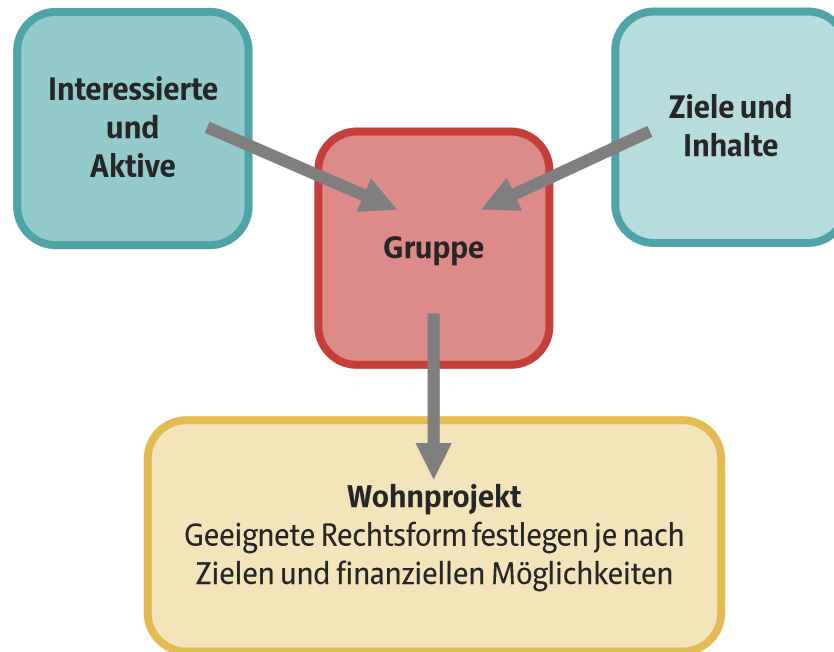 Interessierte
und
Aktive
Ziele und
Inhalte
Gruppe
Wohnprojekt
Geeignete Rechtsform festlegen je nach
Zielen und finanziellen Möglichkeiten